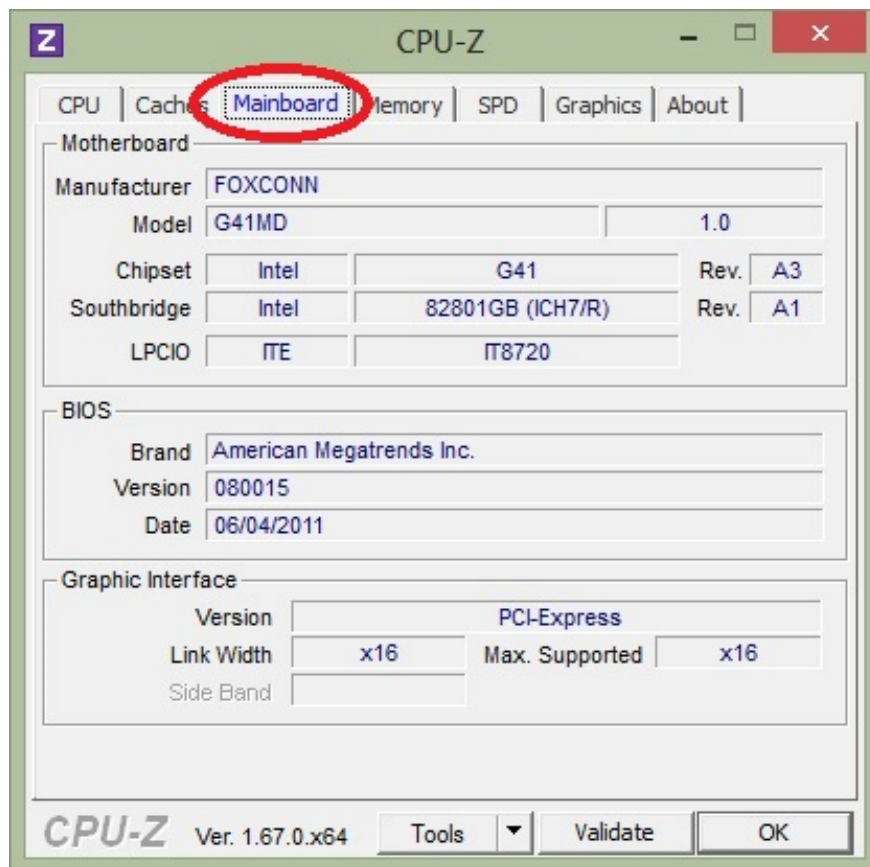 Z CPU-Z
CPU Caches Mainboard Memory SPD Graphics About
Motherboard
Manufacturer FOXCONN
Model G41MD 1.0
Chipset Intel G41 Rev. A3
Southbridge Intel 82801GB (ICH7/R) Rev. A1
LPCIO ITE IT8720
BIOS
Brand American Megatrends Inc.
Version 080015
Date 06/04/2011
Graphic Interface
Version PCI-Express
Link Width x16 Max. Supported x16
Side Band
CPU-Z Ver. 1.67.0.x64 Tools Validate OK